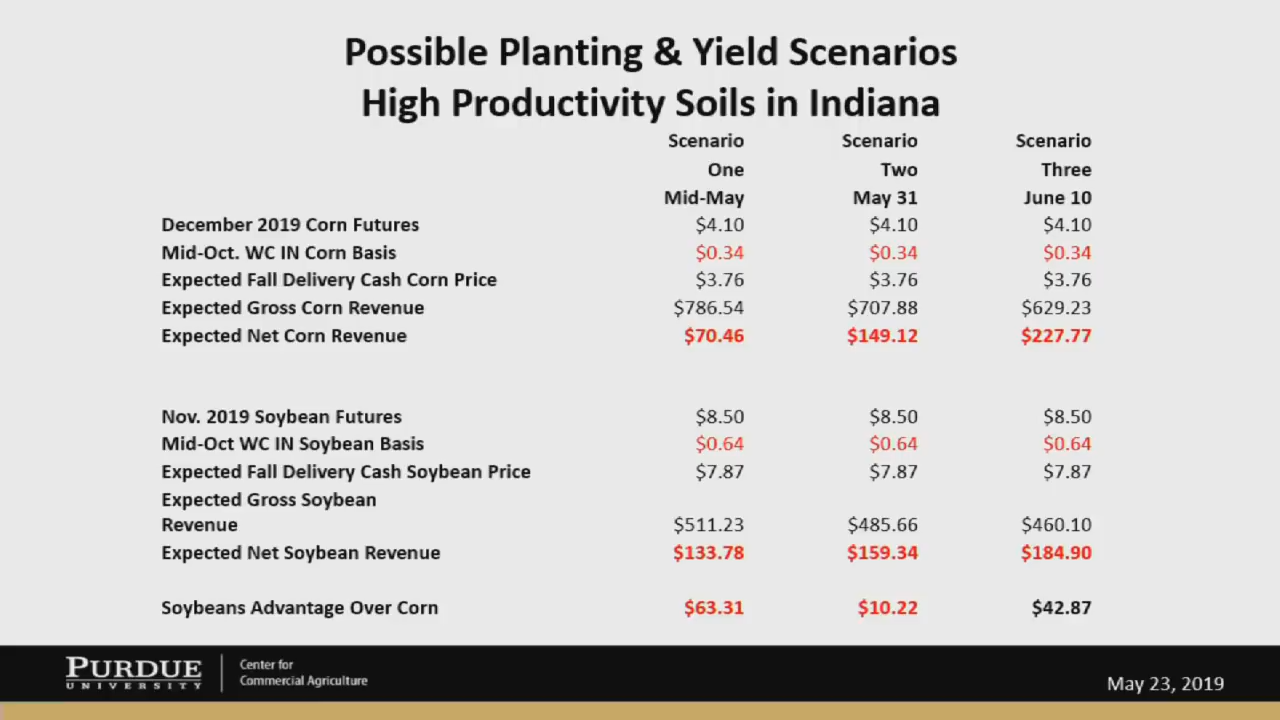 Possible Planting & Yield Scenarios
High Productivity Soils in Indiana
Scenario Scenario Scenario
One Two Three
Mid-May May 31 June 10
December 2019 Corn Futures $4.10 $4.10 $4.10
Mid-Oct. WC IN Corn Basis $0.34 $0.34 $0.34
Expected Fall Delivery Cash Corn Price $3.76 $3.76 $3.76
Expected Gross Corn Revenue $786.54 $707.88 $629.23
Expected Net Corn Revenue $70.46 $149.12 $227.77
Nov. 2019 Soybean Futures $8.50 $8.50 $8.50
Mid-Oct WC IN Soybean Basis $0.64 $0.64 $0.64
Expected Fall Delivery Cash Soybean Price $7.87 $7.87 $7.87
Expected Gross Soybean
Revenue $511.23 $485.66 $460.10
Expected Net Soybean Revenue $133.78 $159.34 $184.90
Soybeans Advantage Over Corn $63.31 $10.22 $42.87
PURDUE
UNIVERSITY
Center for
Commercial Agriculture
May 23, 2019